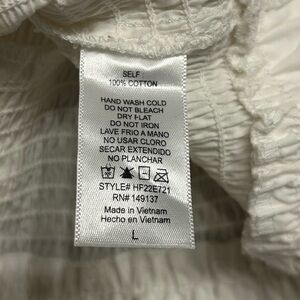 SELF
100% COTTON
HAND WASH COLD
DO NOT BLEACH
DRY FLAT
DO NOT IRON
LAVE FRIO A MANO
NO USAR CLORO
SECAR EXTENDIDO
NO PLANCHAR
STYLE# HF22E721
RN# 149137
Made in Vietnam
Hecho en Vietnam
L